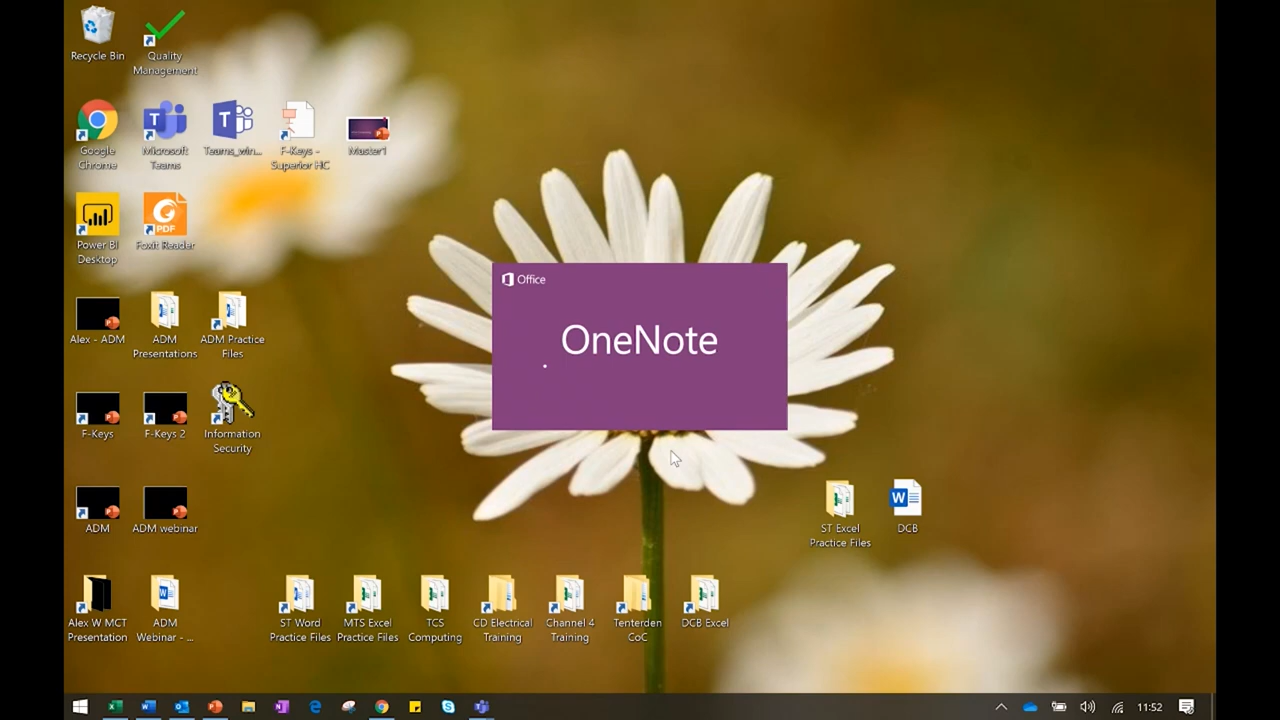 Recycle Bin
Quality
Management
Google
Chrome
Microsoft
Teams
Teams_win...
F-Keys -
Superior HC
Master1
Power BI
Desktop
PDF
Foxit Reader
Office
OneNote
Alex - ADM
ADM
Presentations
ADM Practice
Files
F-Keys
F-Keys 2
Information
Security
ADM
ADM webinar
ST Excel
Practice Files
DCB
Alex W MCT
Presentation
ADM
Webinar - ...
ST Word
Practice Files
MTS Excel
Practice Files
TCS
Computing
CD Electrical
Training
Channel 4
Training
Tenterden
CoC
DCB Excel
11:52